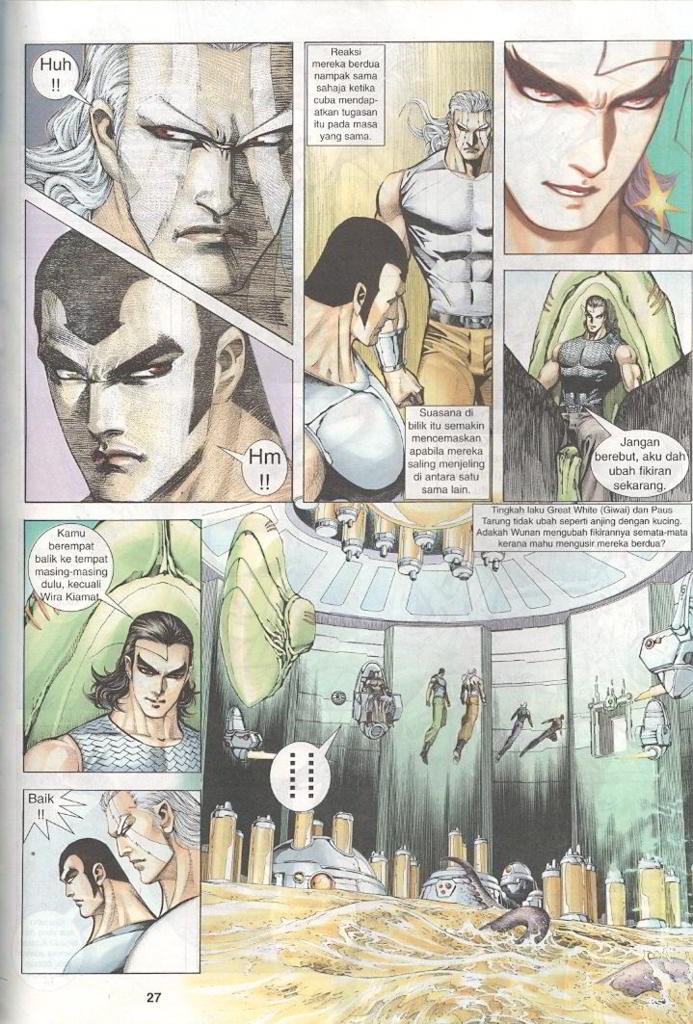 Huh
!!
Reaksi
mereka berdua
nampak sama
sahaja ketika
cuba mendap-
atkan tugasan
itu pada masa
yang sama.
Hm
!!
Suasana di
bilik itu semakin
mencemaskan
apabila mereka
saling menjeling
di antara satu
sama lain.
Jangan
berebut, aku dah
ubah fikiran
sekarang.
Kamu
berempat
balik ke tempat
masing-masing
dulu, kecuali
Wira Kiamat.
Tingkah laku Great White (Giwai) dan Paus
Tarung tidak ubah seperti anjing dengan kucing.
Adakah Wunan mengubah fikirannya semata-mata
kerana mahu mengusir mereka berdua?
Baik
!!
27